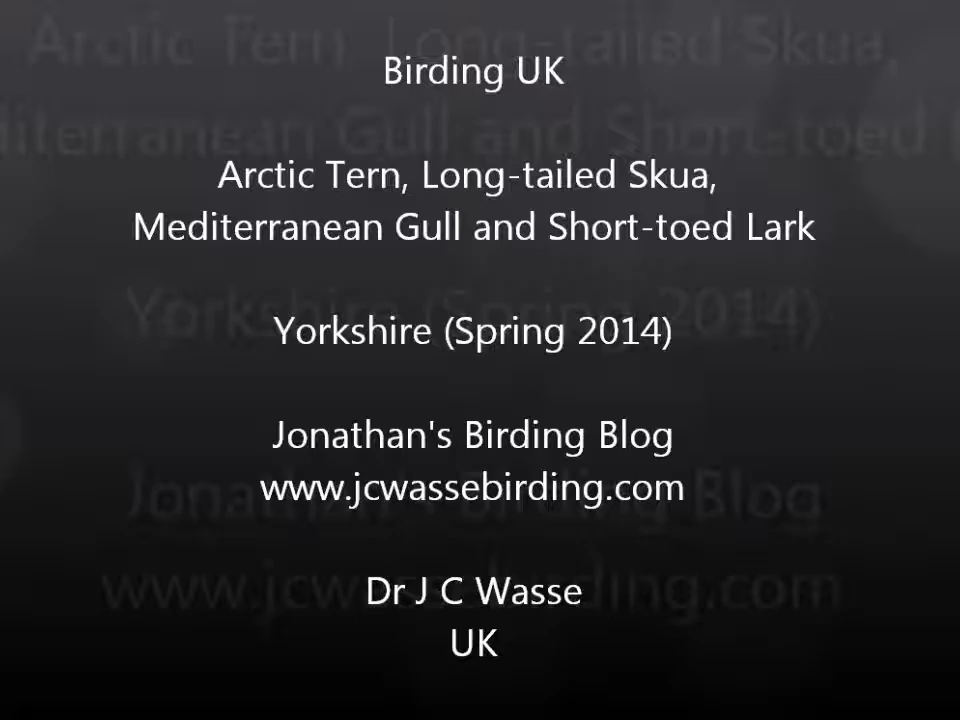 Birding UK
Arctic Tern, Long-tailed Skua,
Mediterranean Gull and Short-toed Lark
Yorkshire (Spring 2014)
Jonathan's Birding Blog
www.jcwassebirding.com
Dr J C Wasse
UK